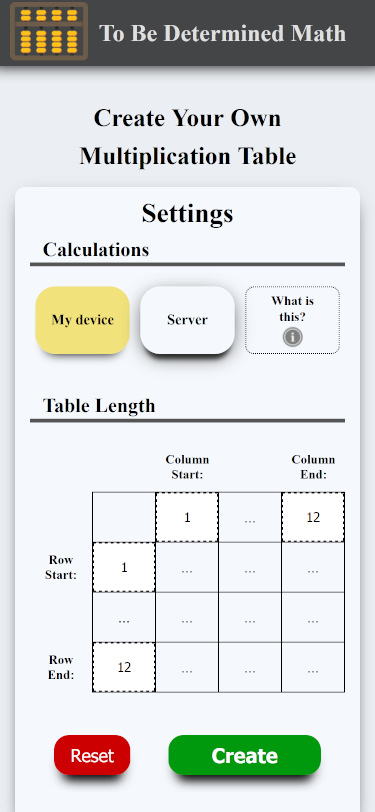 To Be Determined Math
Create Your Own
Multiplication Table
Settings
Calculations
My device
Server
What is
this?
i
Table Length
Column
Start:
Column
End:
1
...
12
Row
Start:
1
...
...
...
...
...
...
...
Row
End:
12
...
...
...
Reset
Create